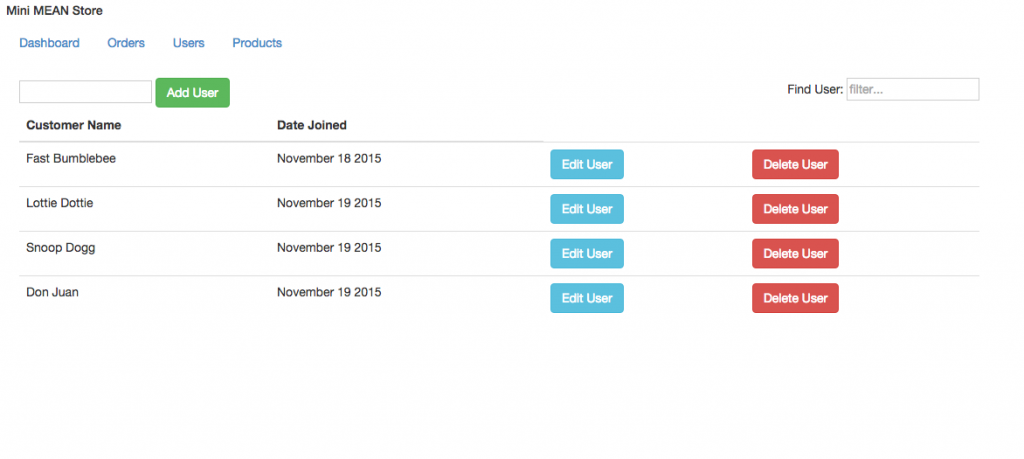 Mini MEAN Store
Dashboard Orders Users Products
Add User Find User: filter...
Customer Name Date Joined
Fast Bumblebee November 18 2015 Edit User Delete User
Lottie Dottie November 19 2015 Edit User Delete User
Snoop Dogg November 19 2015 Edit User Delete User
Don Juan November 19 2015 Edit User Delete User